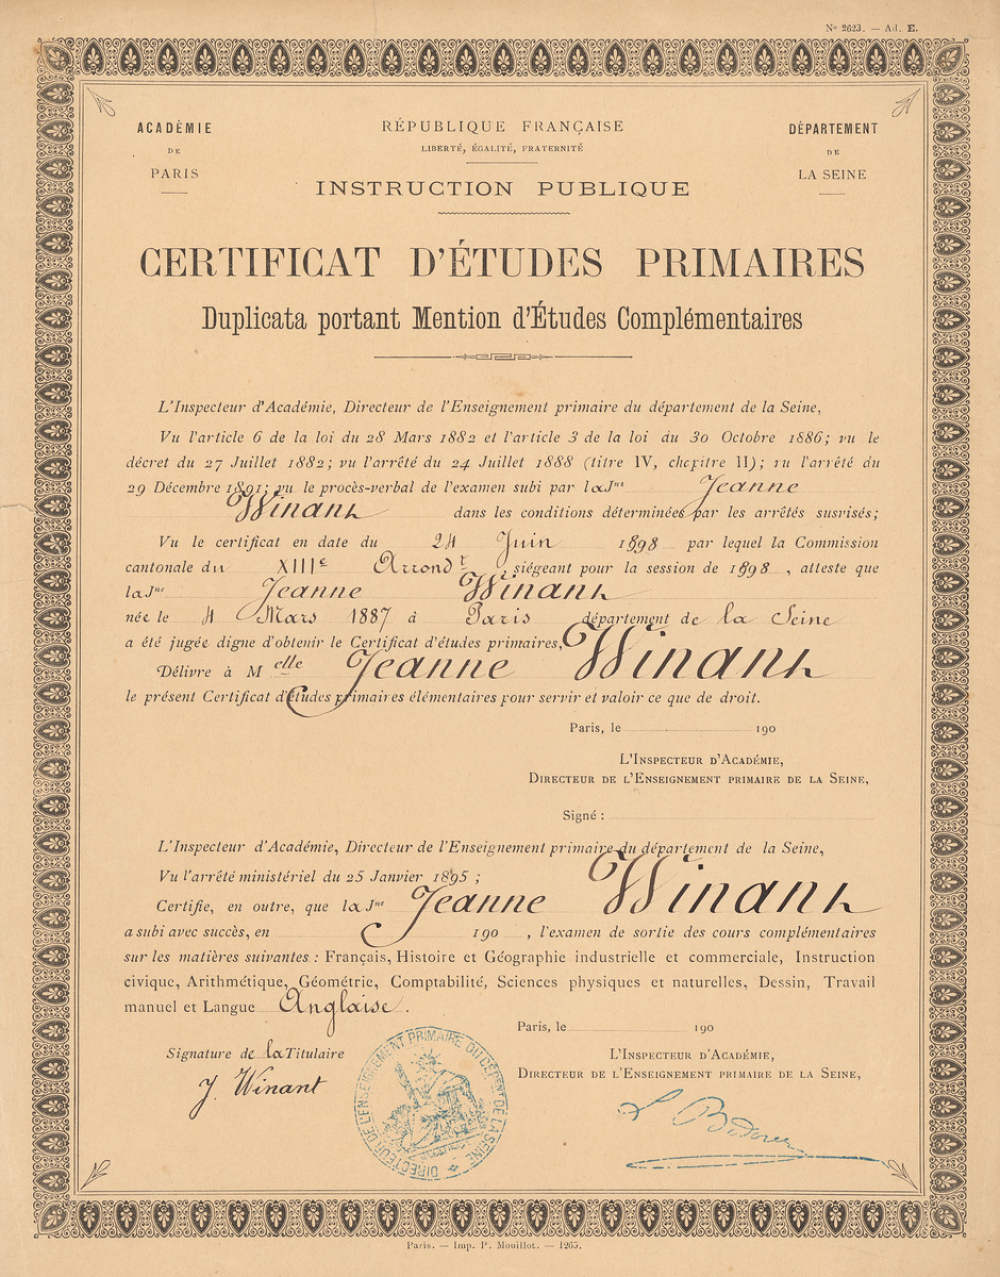 Nº 2623. — Ad. E.
ACADÉMIE
DE
PARIS
RÉPUBLIQUE FRANÇAISE
LIBERTÉ, ÉGALITÉ, FRATERNITÉ
INSTRUCTION PUBLIQUE
DÉPARTEMENT
DE
LA SEINE
CERTIFICAT D'ÉTUDES PRIMAIRES
Duplicata portant Mention d'Études Complémentaires
L'Inspecteur d'Académie, Directeur de l'Enseignement primaire du département de la Seine,
Vu l'article 6 de la loi du 28 Mars 1882 et l'article 3 de la loi du 30 Octobre 1886; vu le
décret du 27 Juillet 1882; vu l'arrêté du 24 Juillet 1888 (titre IV, chapitre II); vu l'arrêté du
29 Décembre 1891; vu le procès-verbal de l'examen subi par la Jne Jeanne
Winant dans les conditions déterminées par les arrêtés susvisés;
Vu le certificat en date du 24 Juin 1898 par lequel la Commission
cantonale du XIIIe Arrondt siégeant pour la session de 1898, atteste que
la Jne Jeanne Winant
née le 4 Mars 1887 à Paris département de la Seine
a été jugée digne d'obtenir le Certificat d'études primaires,
Délivre à Melle Jeanne Winant
le présent Certificat d'études primaires élémentaires pour servir et valoir ce que de droit.
Paris, le 190
L'INSPECTEUR D'ACADÉMIE,
DIRECTEUR DE L'ENSEIGNEMENT PRIMAIRE DE LA SEINE,
Signé :
L'Inspecteur d'Académie, Directeur de l'Enseignement primaire du département de la Seine,
Vu l'arrêté ministériel du 25 Janvier 1895 ;
Certifie, en outre, que la Jne Jeanne Winant
a subi avec succès, en 190 , l'examen de sortie des cours complémentaires
sur les matières suivantes : Français, Histoire et Géographie industrielle et commerciale, Instruction
civique, Arithmétique, Géométrie, Comptabilité, Sciences physiques et naturelles, Dessin, Travail
manuel et Langue Anglaise.
Paris, le 190
Signature de la Titulaire
J. Winant
L'INSPECTEUR D'ACADÉMIE,
DIRECTEUR DE L'ENSEIGNEMENT PRIMAIRE DE LA SEINE,
DIRECTEUR DE L'ENSEIGNEMENT PRIMAIRE DU DÉPENT DE LA SEINE
Paris. — Imp. P. Mouillot. — 1265.